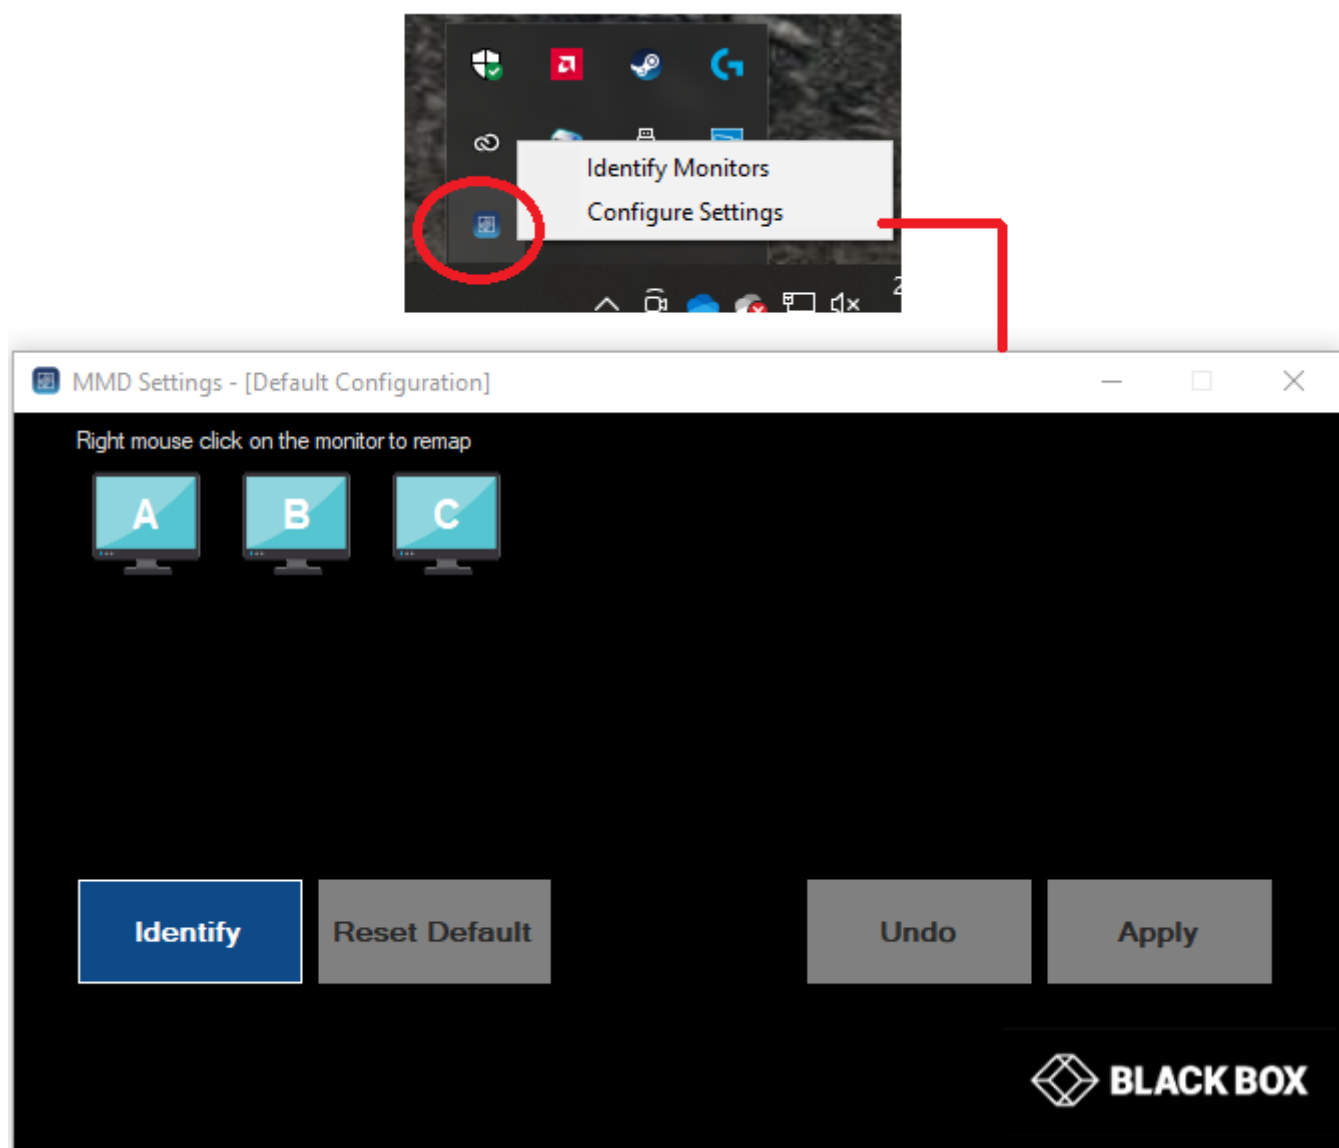 Identify Monitors
Configure Settings
2
MMD Settings - [Default Configuration]
Right mouse click on the monitor to remap
A B C
Identify Reset Default Undo Apply
BLACK BOX